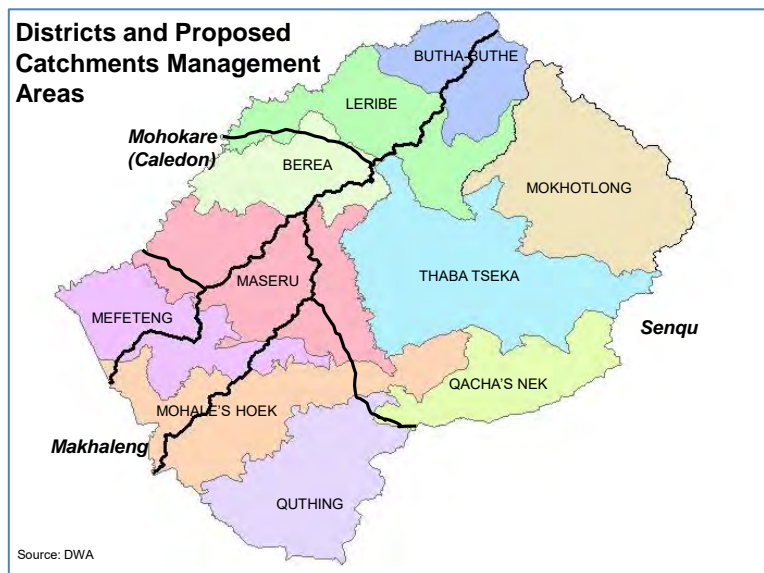 Districts and Proposed
Catchments Management
Areas
BUTHA-BUTHE
LERIBE
Mohokare
(Caledon)
BEREA
MOKHOTLONG
THABA TSEKA
MASERU
MEFETENG
Senqu
QACHA'S NEK
MOHALE'S HOEK
Makhaleng
QUTHING
Source: DWA